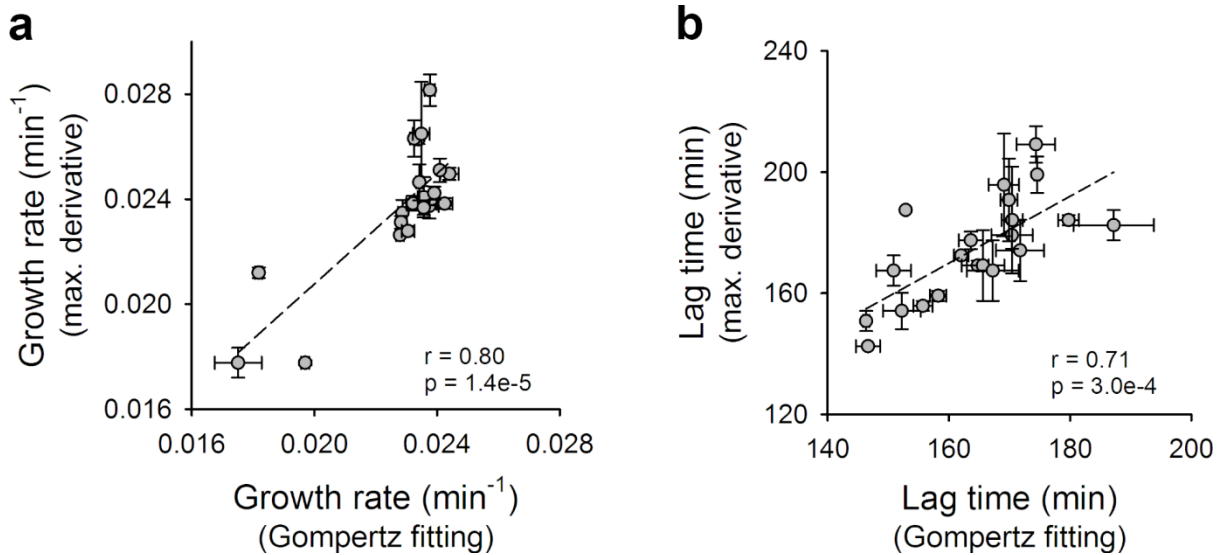 a
Growth rate (min⁻¹)
(max. derivative)
0.028
0.024
0.020
0.016
r = 0.80
p = 1.4e-5
0.016 0.020 0.024 0.028
Growth rate (min⁻¹)
(Gompertz fitting)
b
Lag time (min)
(max. derivative)
240
200
160
120
r = 0.71
p = 3.0e-4
140 160 180 200
Lag time (min)
(Gompertz fitting)